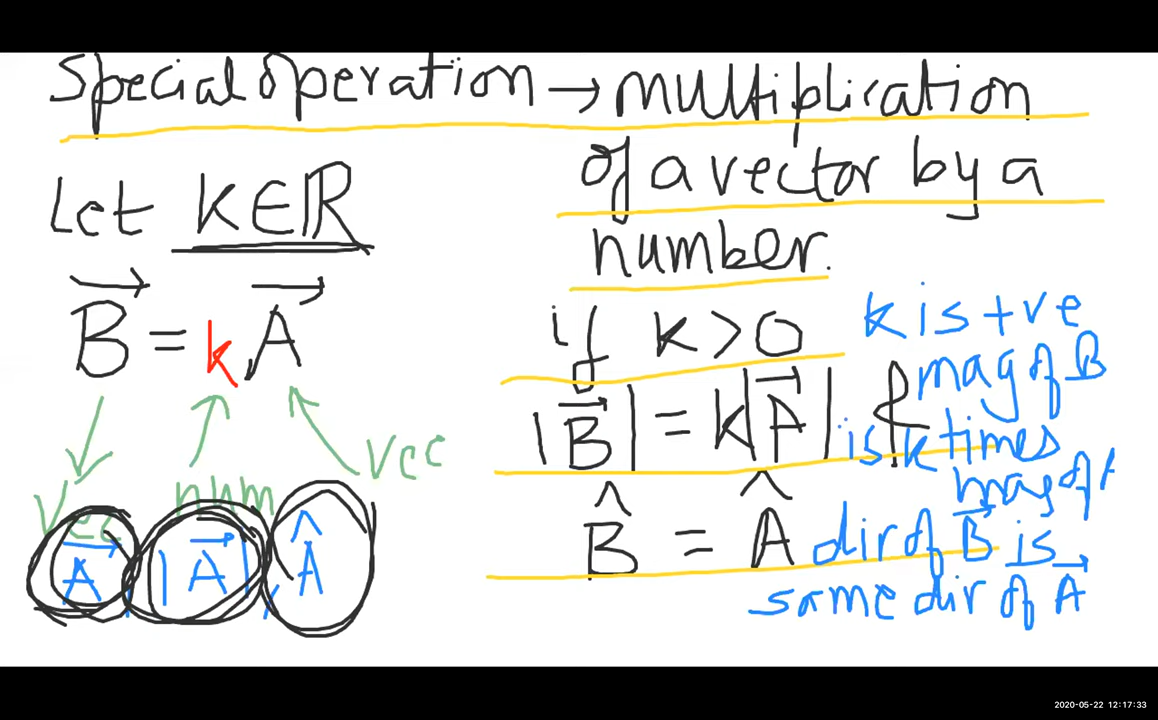 Special operation → multiplication
of a vector by a
number.
Let K∈ℝ
B⃗ = k A⃗
Vec
num
Vec
A⃗, |A⃗|, Â
if K > 0
|B⃗| = k|A⃗| &
B̂ = Â
k is +ve
mag of B
is k times
mag of A
dir of B⃗ is
same dir of A⃗
2020-05-22 12:17:33